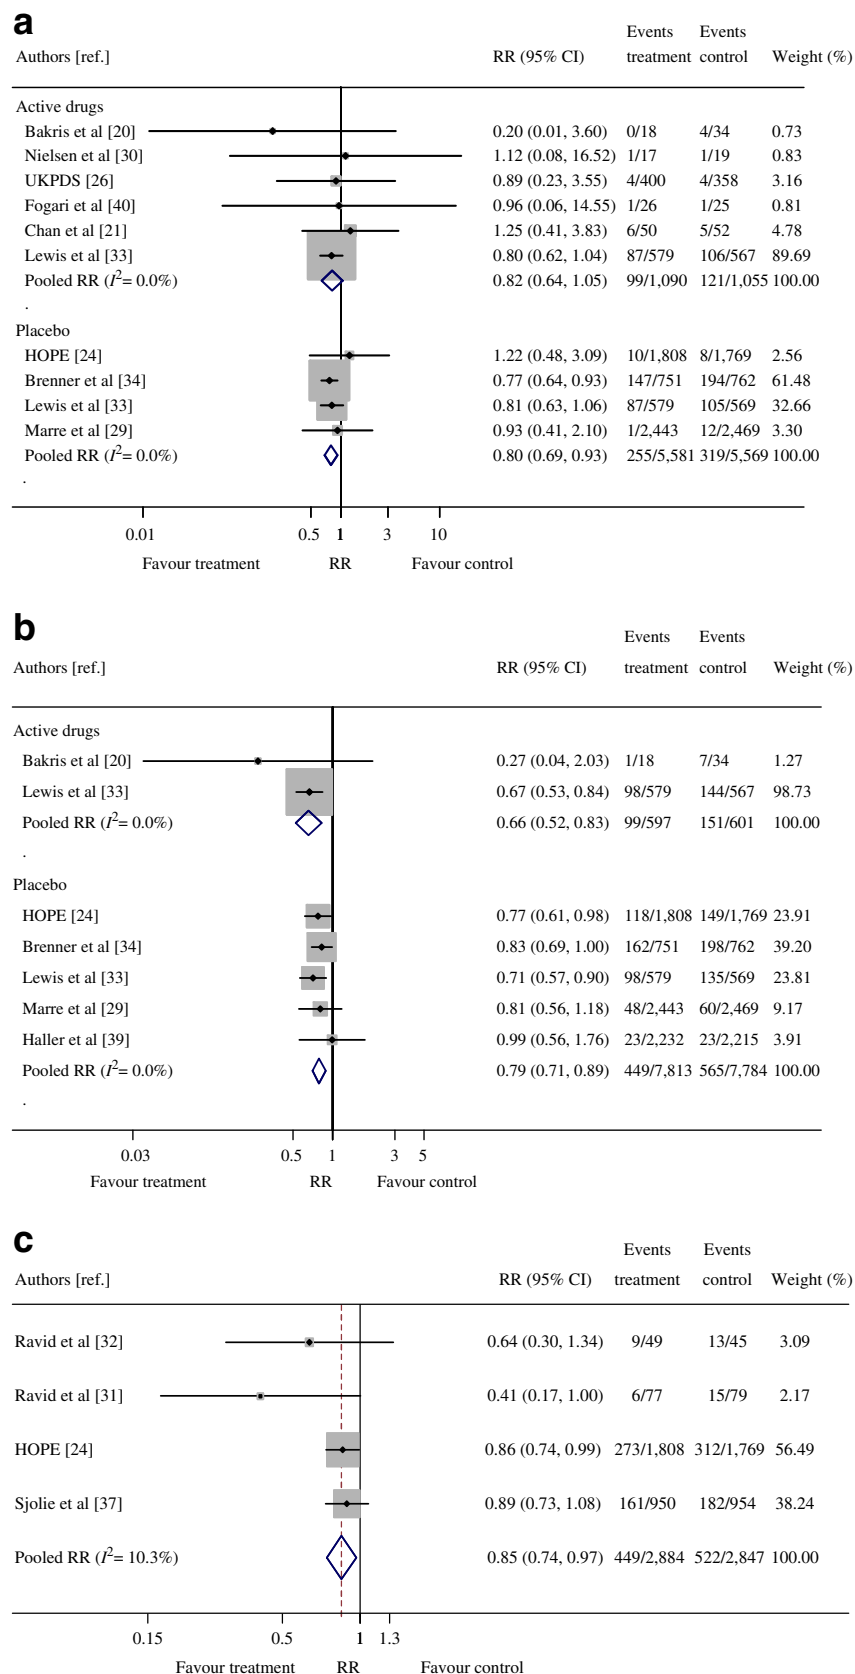 a
Events Events
Authors [ref.] RR (95% CI) treatment control Weight (%)
Active drugs
Bakris et al [20] 0.20 (0.01, 3.60) 0/18 4/34 0.73
Nielsen et al [30] 1.12 (0.08, 16.52) 1/17 1/19 0.83
UKPDS [26] 0.89 (0.23, 3.55) 4/400 4/358 3.16
Fogari et al [40] 0.96 (0.06, 14.55) 1/26 1/25 0.81
Chan et al [21] 1.25 (0.41, 3.83) 6/50 5/52 4.78
Lewis et al [33] 0.80 (0.62, 1.04) 87/579 106/567 89.69
Pooled RR (I²= 0.0%) 0.82 (0.64, 1.05) 99/1,090 121/1,055 100.00
.
Placebo
HOPE [24] 1.22 (0.48, 3.09) 10/1,808 8/1,769 2.56
Brenner et al [34] 0.77 (0.64, 0.93) 147/751 194/762 61.48
Lewis et al [33] 0.81 (0.63, 1.06) 87/579 105/569 32.66
Marre et al [29] 0.93 (0.41, 2.10) 1/2,443 12/2,469 3.30
Pooled RR (I²= 0.0%) 0.80 (0.69, 0.93) 255/5,581 319/5,569 100.00
.
0.01 0.5 1 3 10
Favour treatment RR Favour control
b
Events Events
Authors [ref.] RR (95% CI) treatment control Weight (%)
Active drugs
Bakris et al [20] 0.27 (0.04, 2.03) 1/18 7/34 1.27
Lewis et al [33] 0.67 (0.53, 0.84) 98/579 144/567 98.73
Pooled RR (I²= 0.0%) 0.66 (0.52, 0.83) 99/597 151/601 100.00
.
Placebo
HOPE [24] 0.77 (0.61, 0.98) 118/1,808 149/1,769 23.91
Brenner et al [34] 0.83 (0.69, 1.00) 162/751 198/762 39.20
Lewis et al [33] 0.71 (0.57, 0.90) 98/579 135/569 23.81
Marre et al [29] 0.81 (0.56, 1.18) 48/2,443 60/2,469 9.17
Haller et al [39] 0.99 (0.56, 1.76) 23/2,232 23/2,215 3.91
Pooled RR (I²= 0.0%) 0.79 (0.71, 0.89) 449/7,813 565/7,784 100.00
.
0.03 0.5 1 3 5
Favour treatment RR Favour control
c
Events Events
Authors [ref.] RR (95% CI) treatment control Weight (%)
Ravid et al [32] 0.64 (0.30, 1.34) 9/49 13/45 3.09
Ravid et al [31] 0.41 (0.17, 1.00) 6/77 15/79 2.17
HOPE [24] 0.86 (0.74, 0.99) 273/1,808 312/1,769 56.49
Sjolie et al [37] 0.89 (0.73, 1.08) 161/950 182/954 38.24
Pooled RR (I²= 10.3%) 0.85 (0.74, 0.97) 449/2,884 522/2,847 100.00
0.15 0.5 1 1.3
Favour treatment RR Favour control